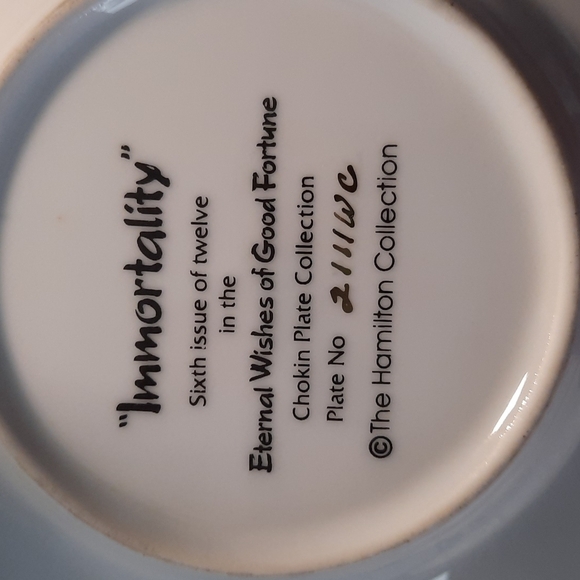 "Immortality"
Sixth issue of twelve
in the
Eternal Wishes of Good Fortune
Chokin Plate Collection
Plate No 2111WC
©The Hamilton Collection